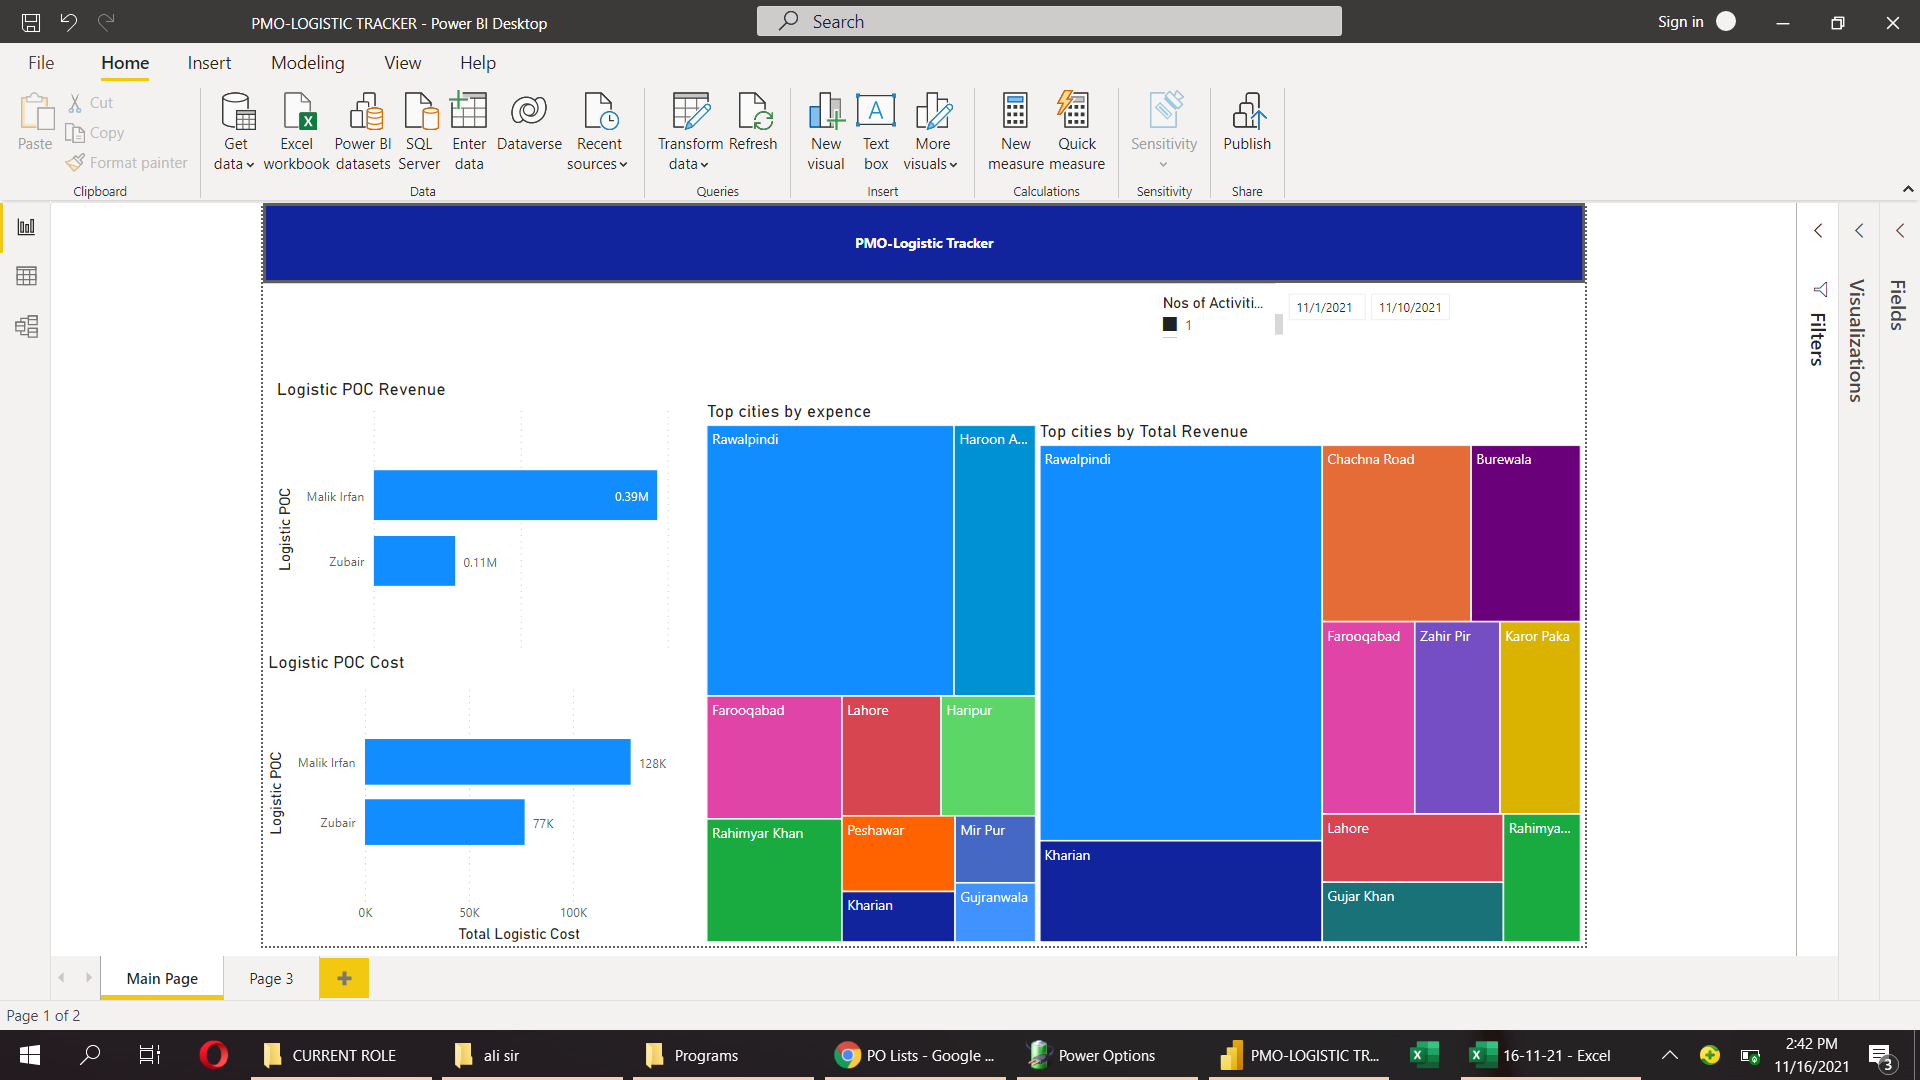 PMO-LOGISTIC TRACKER - Power BI Desktop
Search
Sign in
File Home Insert Modeling View Help
Paste
Cut
Copy
Format painter
Clipboard
Get data
Excel workbook
Power BI datasets
SQL Server
Enter data
Dataverse
Recent sources
Data
Transform data
Refresh
Queries
New visual
Text box
More visuals
Insert
New measure
Quick measure
Calculations
Sensitivity
Sensitivity
Publish
Share
PMO-Logistic Tracker
Nos of Activiti...
1
11/1/2021 11/10/2021
Filters
Visualizations
Fields
Logistic POC Revenue
Logistic POC
Malik Irfan 0.39M
Zubair 0.11M
Logistic POC Cost
Logistic POC
Malik Irfan 128K
Zubair 77K
0K 50K 100K
Total Logistic Cost
Top cities by expence
Rawalpindi
Haroon A...
Farooqabad
Lahore
Haripur
Rahimyar Khan
Peshawar
Mir Pur
Kharian
Gujranwala
Top cities by Total Revenue
Rawalpindi
Chachna Road
Burewala
Farooqabad
Zahir Pir
Karor Paka
Kharian
Lahore
Rahimya...
Gujar Khan
Main Page
Page 3
Page 1 of 2
CURRENT ROLE
ali sir
Programs
PO Lists - Google ...
Power Options
PMO-LOGISTIC TR...
16-11-21 - Excel
2:42 PM
11/16/2021
3